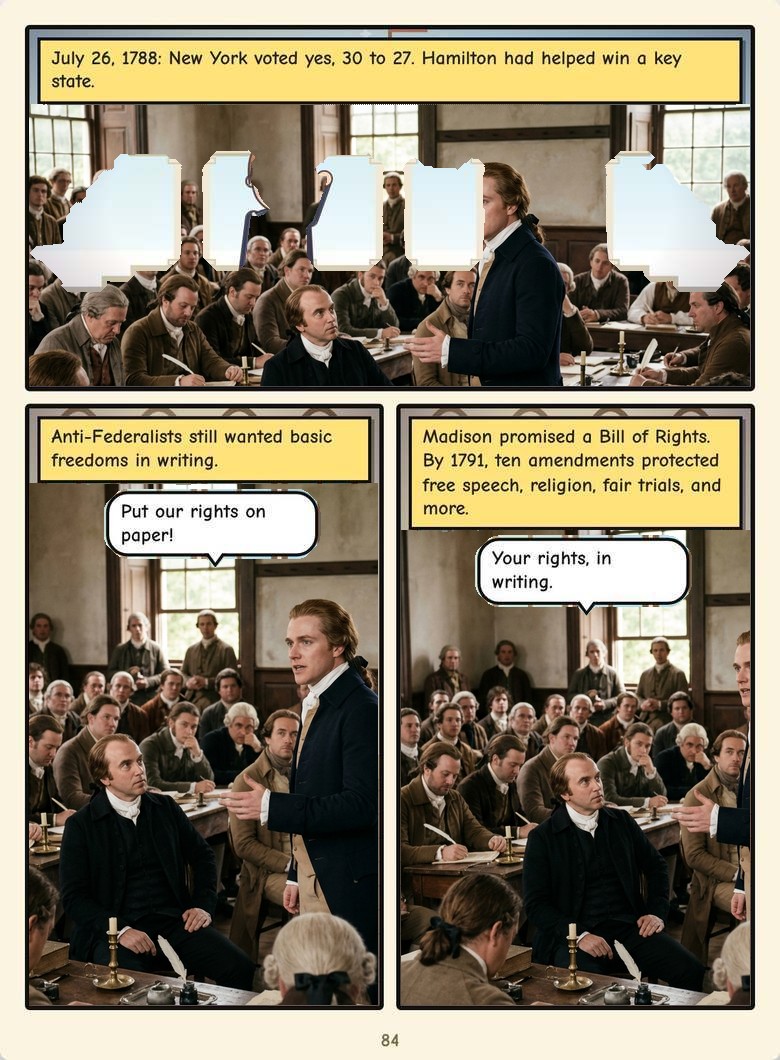 July 26, 1788: New York voted yes, 30 to 27. Hamilton had helped win a key
state.
Anti-Federalists still wanted basic
freedoms in writing.
Put our rights on
paper!
Madison promised a Bill of Rights.
By 1791, ten amendments protected
free speech, religion, fair trials, and
more.
Your rights, in
writing.
84